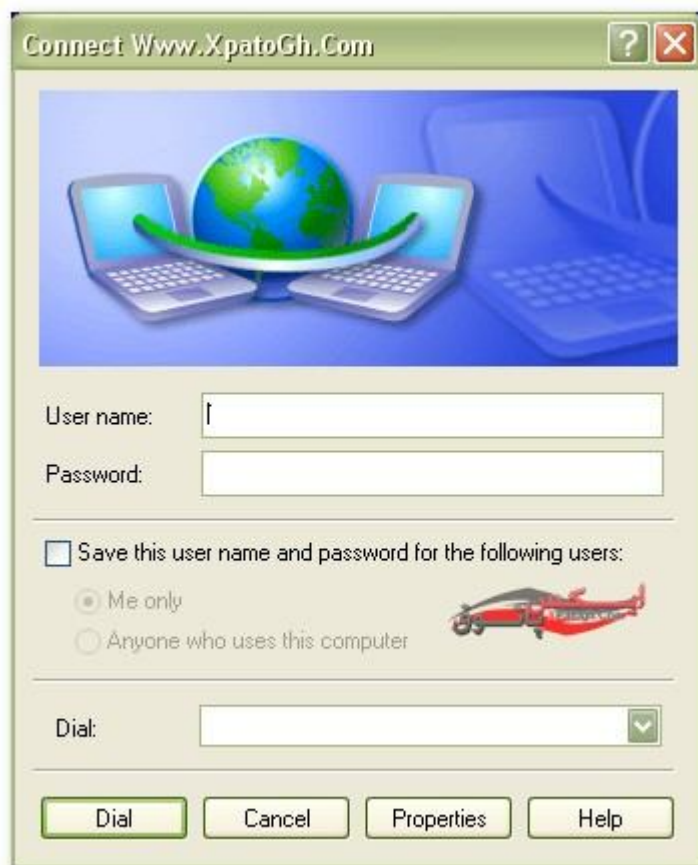 Connect Www.XpatoGh.Com
User name:
Password:
Save this user name and password for the following users:
Me only
Anyone who uses this computer
Dial:
Dial
Cancel
Properties
Help